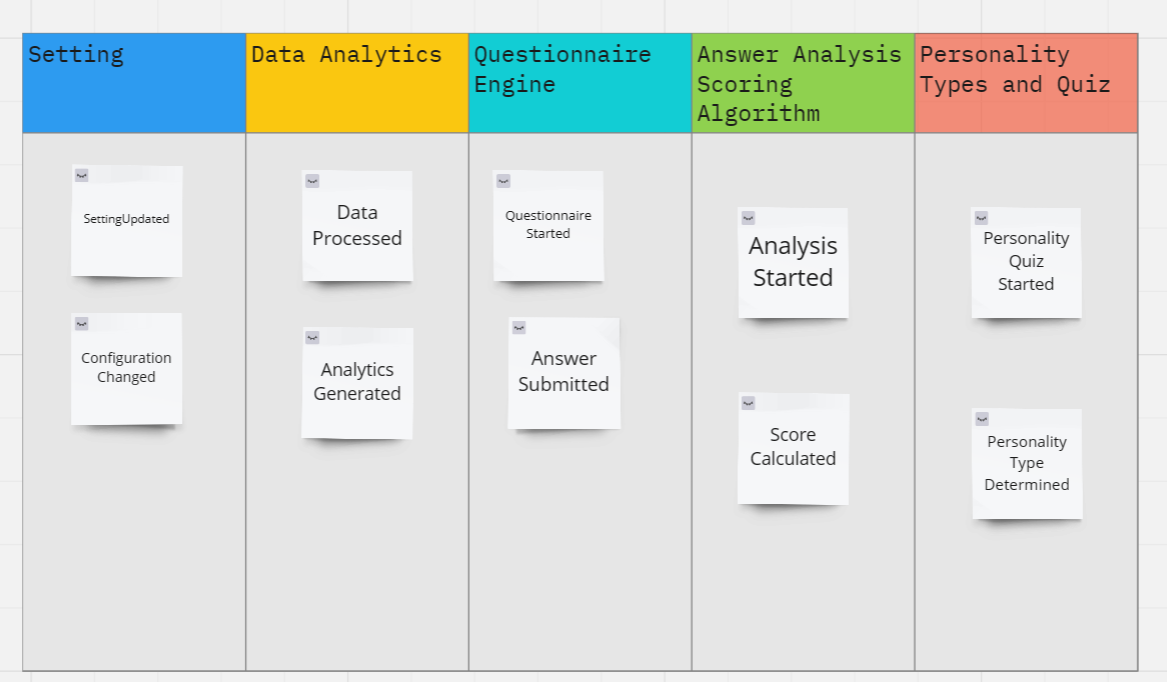 Setting
Data Analytics
Questionnaire
Engine
Answer Analysis
Scoring
Algorithm
Personality
Types and Quiz
SettingUpdated
Configuration
Changed
Data
Processed
Analytics
Generated
Questionnaire
Started
Answer
Submitted
Analysis
Started
Score
Calculated
Personality
Quiz
Started
Personality
Type
Determined